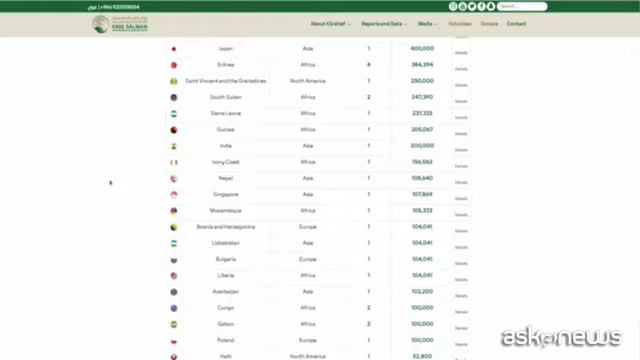 عربي | +966 920008554
KING SALMAN
About KSrelief Reports and Data Media Volunteer Donate Contact
Japan Asia 1 400,000 Details
Eritrea Africa 4 384,394 Details
Saint Vincent and the Grenadines North America 1 250,000 Details
South Sudan Africa 2 247,390 Details
Sierra Leone Africa 1 237,333 Details
Guinea Africa 1 205,067 Details
India Asia 1 200,000 Details
Ivory Coast Africa 1 156,062 Details
Nepal Asia 1 108,640 Details
Singapore Asia 1 107,869 Details
Mozambique Africa 1 105,333 Details
Bosnia and Herzegovina Europe 1 104,041 Details
Uzbekistan Asia 1 104,041 Details
Bulgaria Europe 1 104,041 Details
Liberia Africa 1 104,041 Details
Azerbaijan Asia 1 103,200 Details
Congo Africa 2 100,000 Details
Gabon Africa 2 100,000 Details
Poland Europe 1 100,000 Details
Haiti North America 1 52,800 Details
askanews